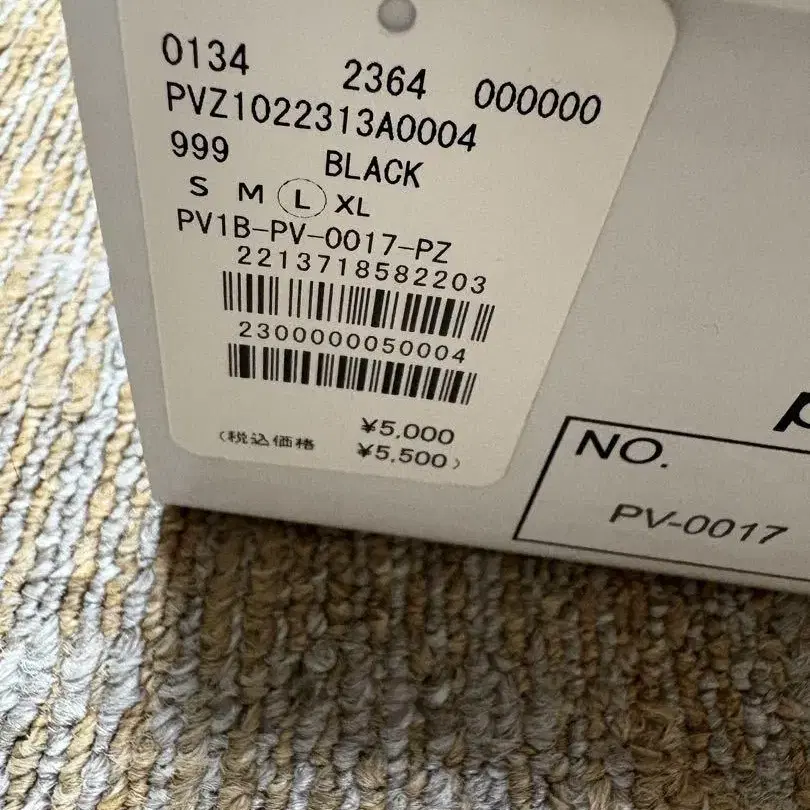 0134 2364 000000
PVZ1022313A0004
999 BLACK
S M L XL
PV1B-PV-0017-PZ
2213718582203
2300000050004
¥5,000
(税込価格 ¥5,500)
NO.
PV-0017